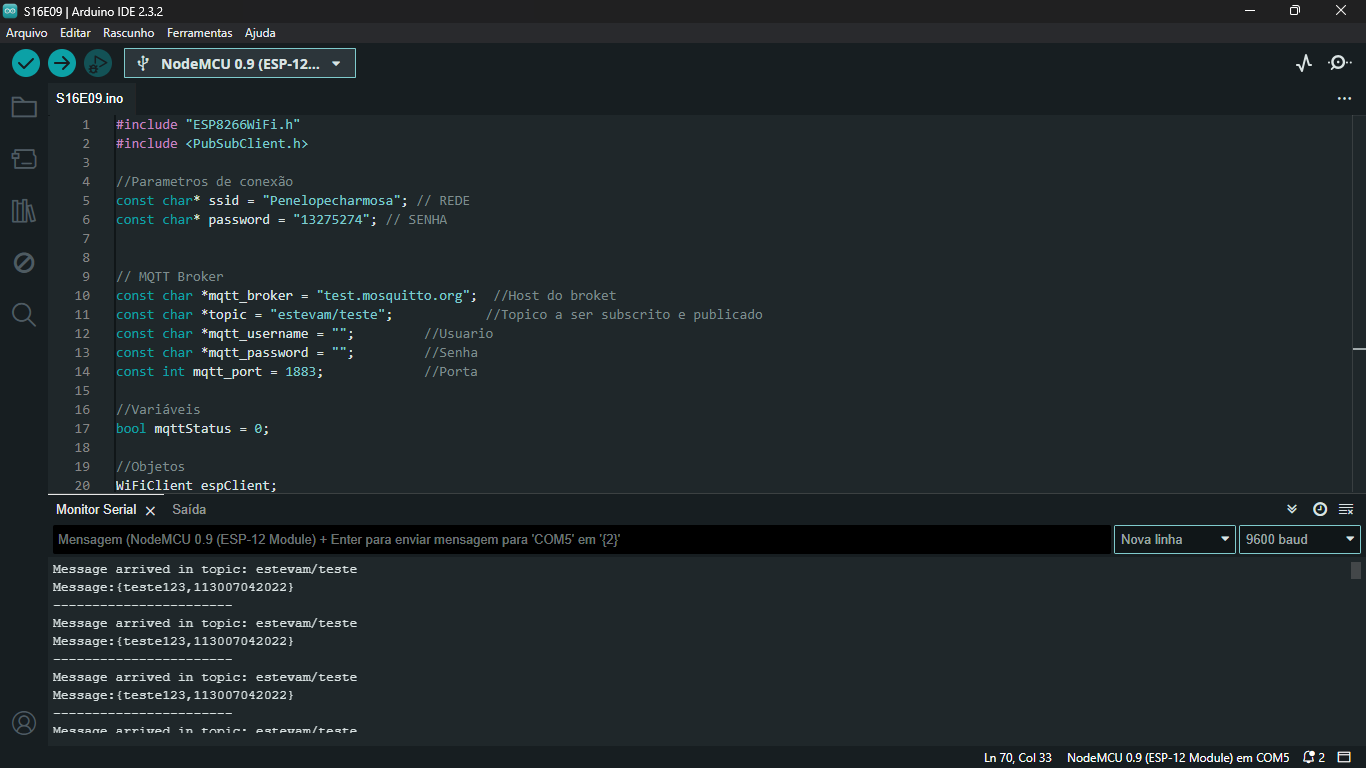 S16E09 | Arduino IDE 2.3.2
Arquivo Editar Rascunho Ferramentas Ajuda
NodeMCU 0.9 (ESP-12...
S16E09.ino
1 #include "ESP8266WiFi.h"
2 #include <PubSubClient.h>
3
4 //Parametros de conexão
5 const char* ssid = "Penelopecharmosa"; // REDE
6 const char* password = "13275274"; // SENHA
7
8
9 // MQTT Broker
10 const char *mqtt_broker = "test.mosquitto.org"; //Host do broket
11 const char *topic = "estevam/teste"; //Topico a ser subscrito e publicado
12 const char *mqtt_username = ""; //Usuario
13 const char *mqtt_password = ""; //Senha
14 const int mqtt_port = 1883; //Porta
15
16 //Variáveis
17 bool mqttStatus = 0;
18
19 //Objetos
20 WiFiClient espClient;
Monitor Serial Saída
Mensagem (NodeMCU 0.9 (ESP-12 Module) + Enter para enviar mensagem para 'COM5' em '{2}' Nova linha 9600 baud
Message arrived in topic: estevam/teste
Message:{teste123,113007042022}
-----------------------
Message arrived in topic: estevam/teste
Message:{teste123,113007042022}
-----------------------
Message arrived in topic: estevam/teste
Message:{teste123,113007042022}
-----------------------
Message arrived in topic: estevam/teste
Ln 70, Col 33 NodeMCU 0.9 (ESP-12 Module) em COM5 2